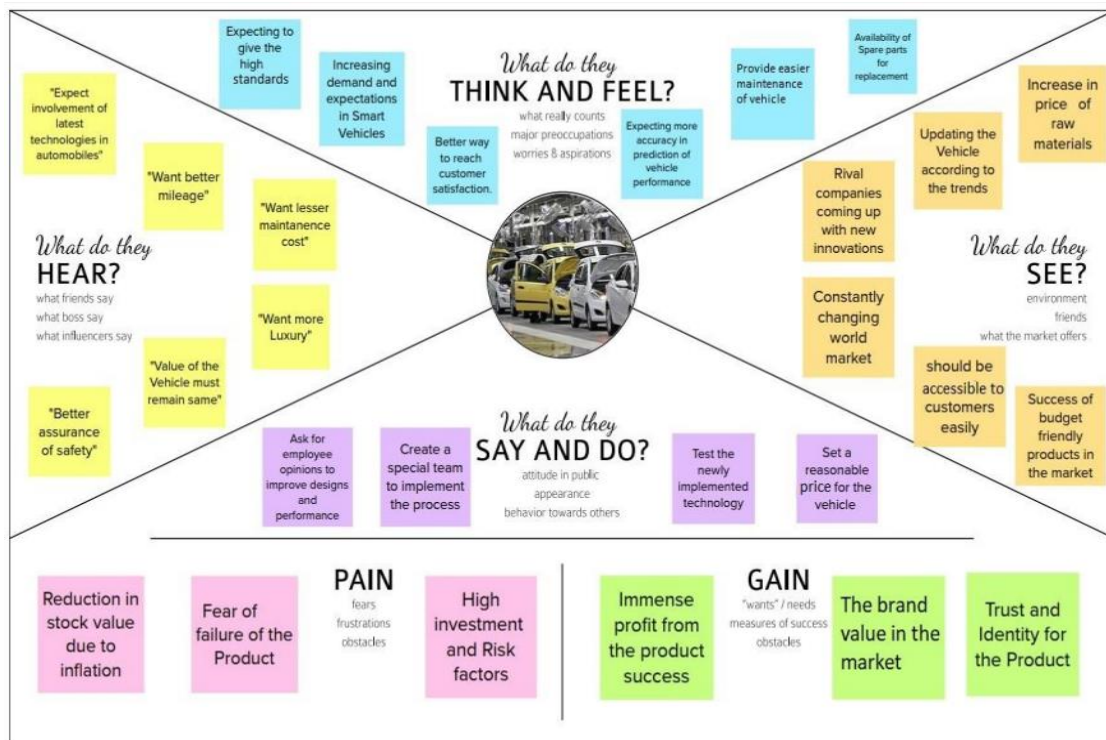 What do they
THINK AND FEEL?
what really counts
major preoccupations
worries & aspirations
Expecting to
give the
high
standards
Increasing
demand and
expectations
in Smart
Vehicles
Better way
to reach
customer
satisfaction.
Expecting more
accuracy in
prediction of
vehicle
performance
Provide easier
maintenance
of vehicle
Availability of
Spare parts
for
replacement
What do they
HEAR?
what friends say
what boss say
what influencers say
"Expect
involvement of
latest
technologies in
automobiles"
"Want better
mileage"
"Want lesser
maintanence
cost"
"Want more
Luxury"
"Value of the
Vehicle must
remain same"
"Better
assurance
of safety"
What do they
SEE?
environment
friends
what the market offers
Increase in
price of
raw
materials
Updating the
Vehicle
according to
the trends
Rival
companies
coming up
with new
innovations
Constantly
changing
world
market
should be
accessible to
customers
easily
Success of
budget
friendly
products in
the market
What do they
SAY AND DO?
attitude in public
appearance
behavior towards others
Ask for
employee
opinions to
improve designs
and
performance
Create a
special team
to implement
the process
Test the
newly
implemented
technology
Set a
reasonable
price for the
vehicle
PAIN
fears
frustrations
obstacles
Reduction in
stock value
due to
inflation
Fear of
failure of the
Product
High
investment
and Risk
factors
GAIN
"wants" / needs
measures of success
obstacles
Immense
profit from
the product
success
The brand
value in the
market
Trust and
Identity for
the Product